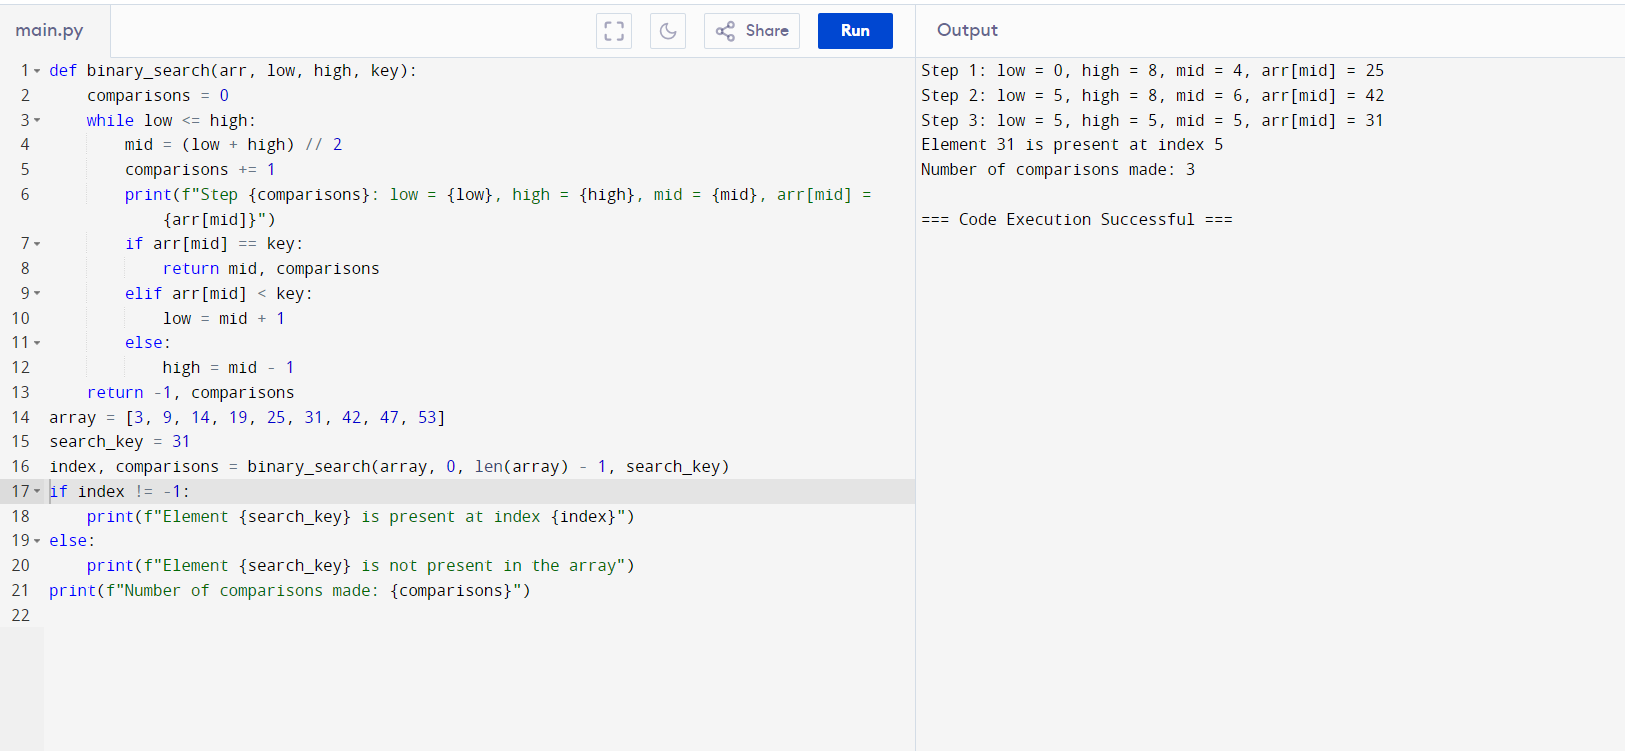 main.py
Share
Run
Output
1 def binary_search(arr, low, high, key):
2     comparisons = 0
3     while low <= high:
4         mid = (low + high) // 2
5         comparisons += 1
6         print(f"Step {comparisons}: low = {low}, high = {high}, mid = {mid}, arr[mid] =
            {arr[mid]}")
7         if arr[mid] == key:
8             return mid, comparisons
9         elif arr[mid] < key:
10             low = mid + 1
11         else:
12             high = mid - 1
13     return -1, comparisons
14 array = [3, 9, 14, 19, 25, 31, 42, 47, 53]
15 search_key = 31
16 index, comparisons = binary_search(array, 0, len(array) - 1, search_key)
17 if index != -1:
18     print(f"Element {search_key} is present at index {index}")
19 else:
20     print(f"Element {search_key} is not present in the array")
21 print(f"Number of comparisons made: {comparisons}")
22
Step 1: low = 0, high = 8, mid = 4, arr[mid] = 25
Step 2: low = 5, high = 8, mid = 6, arr[mid] = 42
Step 3: low = 5, high = 5, mid = 5, arr[mid] = 31
Element 31 is present at index 5
Number of comparisons made: 3
=== Code Execution Successful ===